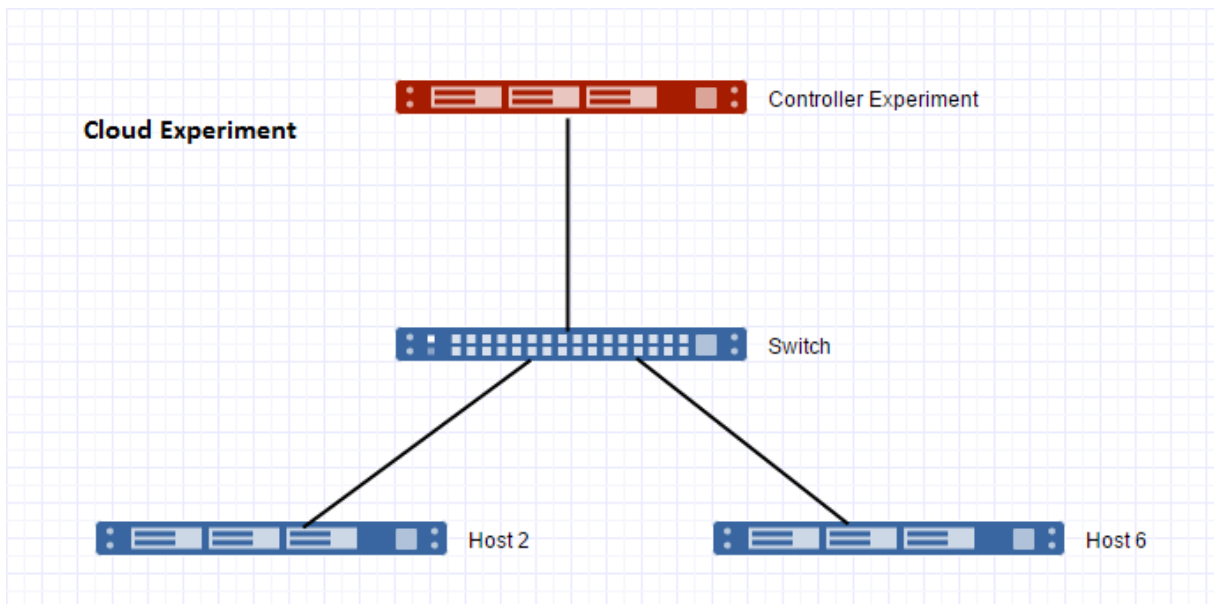 Controller Experiment
Cloud Experiment
Switch
Host 2
Host 6